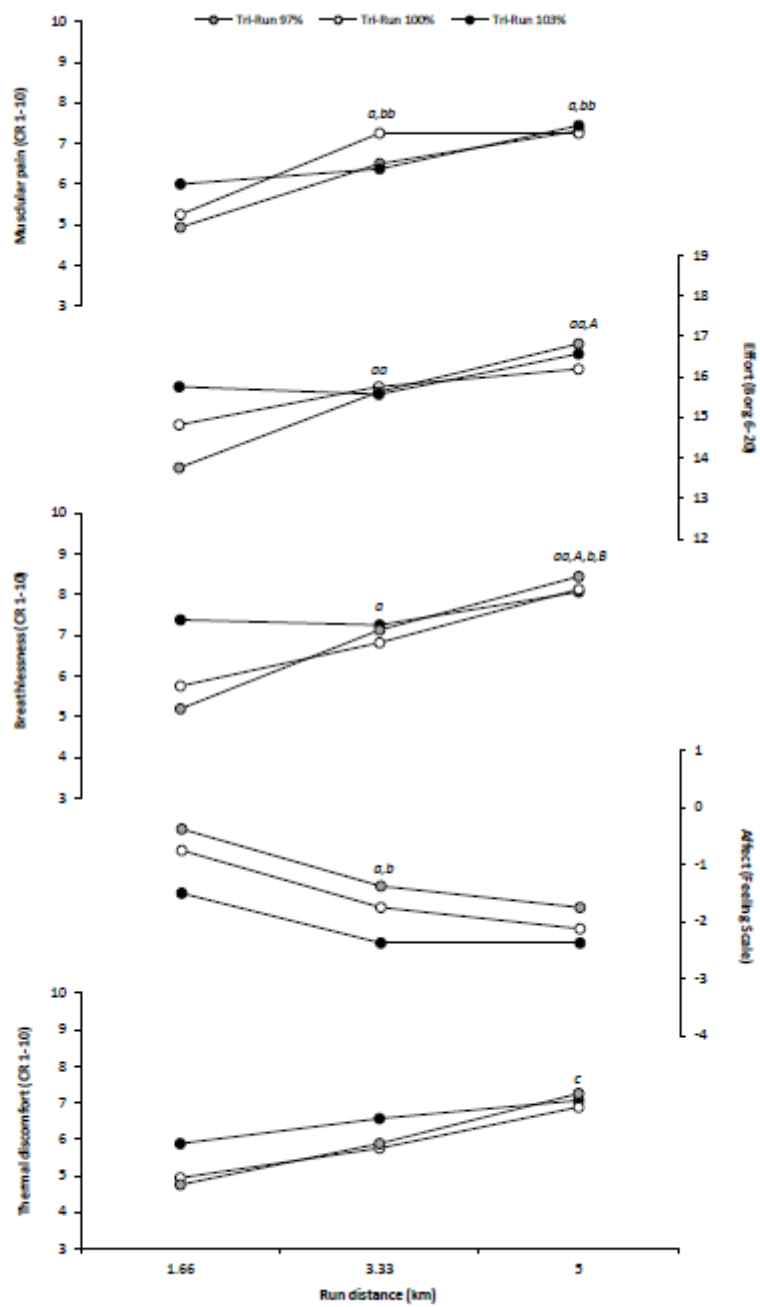 Tri-Run 97% Tri-Run 100% Tri-Run 103%
10
9
8
7
6
5
4
3
Muscular pain (CR 1-10)
a,bb
a,bb
19
18
17
16
15
14
13
12
Effort (Borg 6-20)
aa
aa,A
10
9
8
7
6
5
4
3
Breathlessness (CR 1-10)
a
aa,A,b,B
1
0
-1
-2
-3
-4
Affect (Feeling Scale)
a,b
10
9
8
7
6
5
4
3
Thermal discomfort (CR 1-10)
c
1.66 3.33 5
Run distance (km)